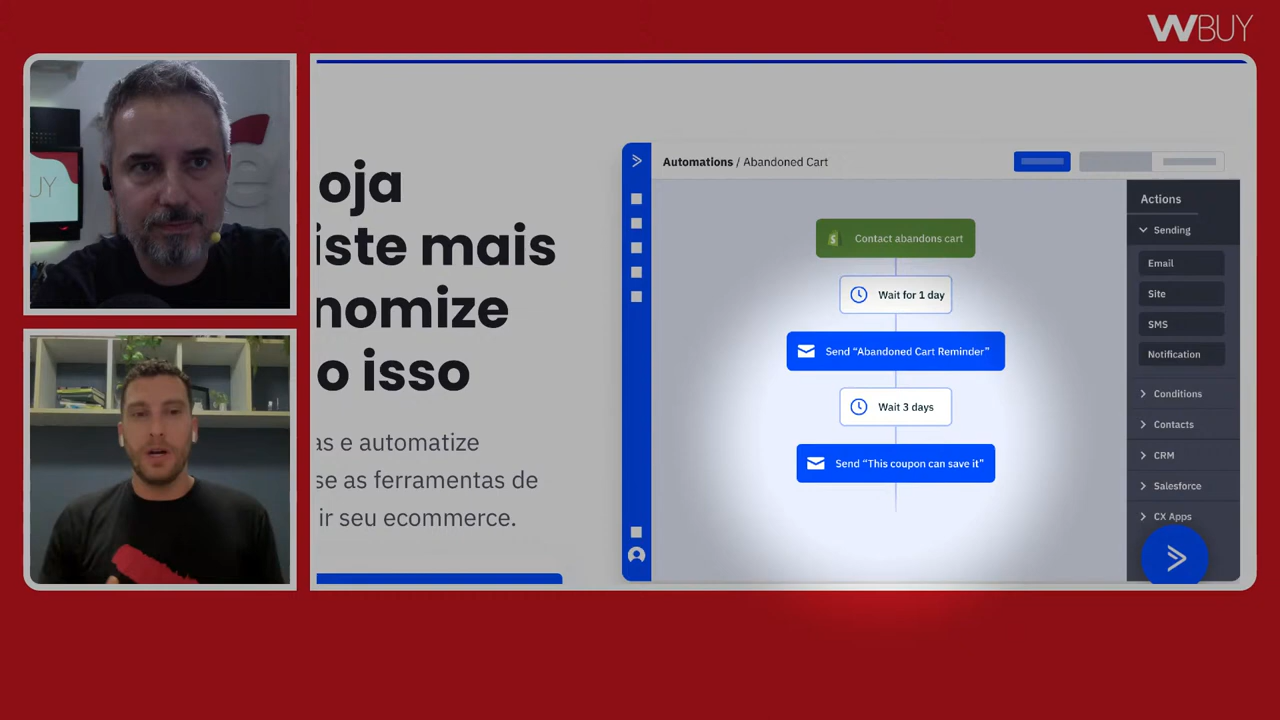 WBUY
UY
oja
iste mais
nomize
o isso
as e automatize
se as ferramentas de
ir seu ecommerce.
Automations / Abandoned Cart
Contact abandons cart
Wait for 1 day
Send “Abandoned Cart Reminder”
Wait 3 days
Send “This coupon can save it”
Actions
Sending
Email
Site
SMS
Notification
Conditions
Contacts
CRM
Salesforce
CX Apps